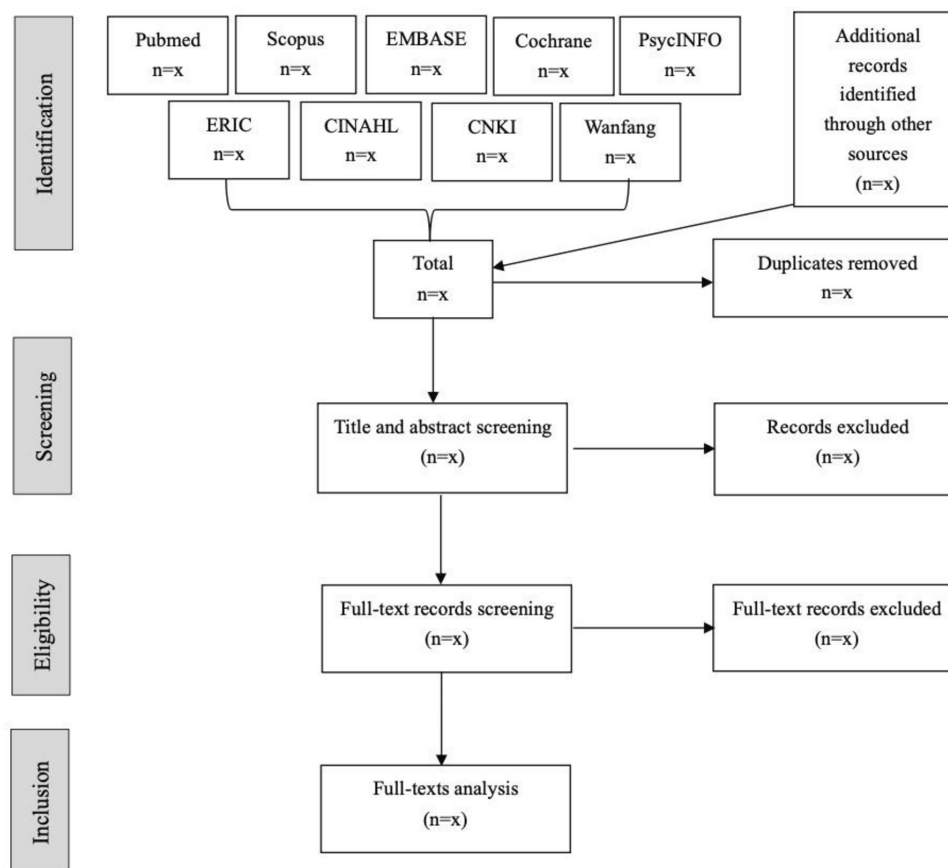 Identification
Pubmed
n=x
Scopus
n=x
EMBASE
n=x
Cochrane
n=x
PsycINFO
n=x
ERIC
n=x
CINAHL
n=x
CNKI
n=x
Wanfang
n=x
Additional
records
identified
through other
sources
(n=x)
Total
n=x
Duplicates removed
n=x
Screening
Title and abstract screening
(n=x)
Records excluded
(n=x)
Eligibility
Full-text records screening
(n=x)
Full-text records excluded
(n=x)
Inclusion
Full-texts analysis
(n=x)